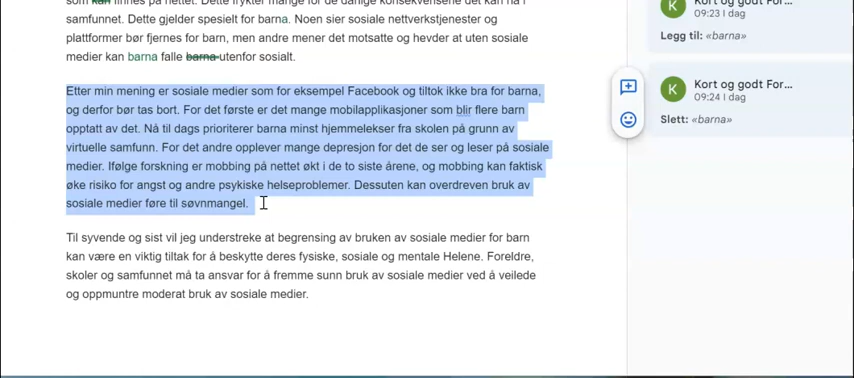 som kan finnes på nettet. Dette frykter mange for de dårlige konsekvensene det kan ha i
samfunnet. Dette gjelder spesielt for barna. Noen sier sosiale nettverkstjenester og
plattformer bør fjernes for barn, men andre mener det motsatte og hevder at uten sosiale
medier kan barna falle barna utenfor sosialt.
Etter min mening er sosiale medier som for eksempel Facebook og tiltok ikke bra for barna,
og derfor bør tas bort. For det første er det mange mobilapplikasjoner som blir flere barn
opptatt av det. Nå til dags prioriterer barna minst hjemmelekser fra skolen på grunn av
virtuelle samfunn. For det andre opplever mange depresjon for det de ser og leser på sosiale
medier. Ifølge forskning er mobbing på nettet økt i de to siste årene, og mobbing kan faktisk
øke risiko for angst og andre psykiske helseproblemer. Dessuten kan overdreven bruk av
sosiale medier føre til søvnmangel.
Til syvende og sist vil jeg understreke at begrensing av bruken av sosiale medier for barn
kan være en viktig tiltak for å beskytte deres fysiske, sosiale og mentale Helene. Foreldre,
skoler og samfunnet må ta ansvar for å fremme sunn bruk av sosiale medier ved å veilede
og oppmuntre moderat bruk av sosiale medier.
K
Kort og godt For...
09:23 I dag
Legg til: «barna»
K
Kort og godt For...
09:24 I dag
Slett: «barna»